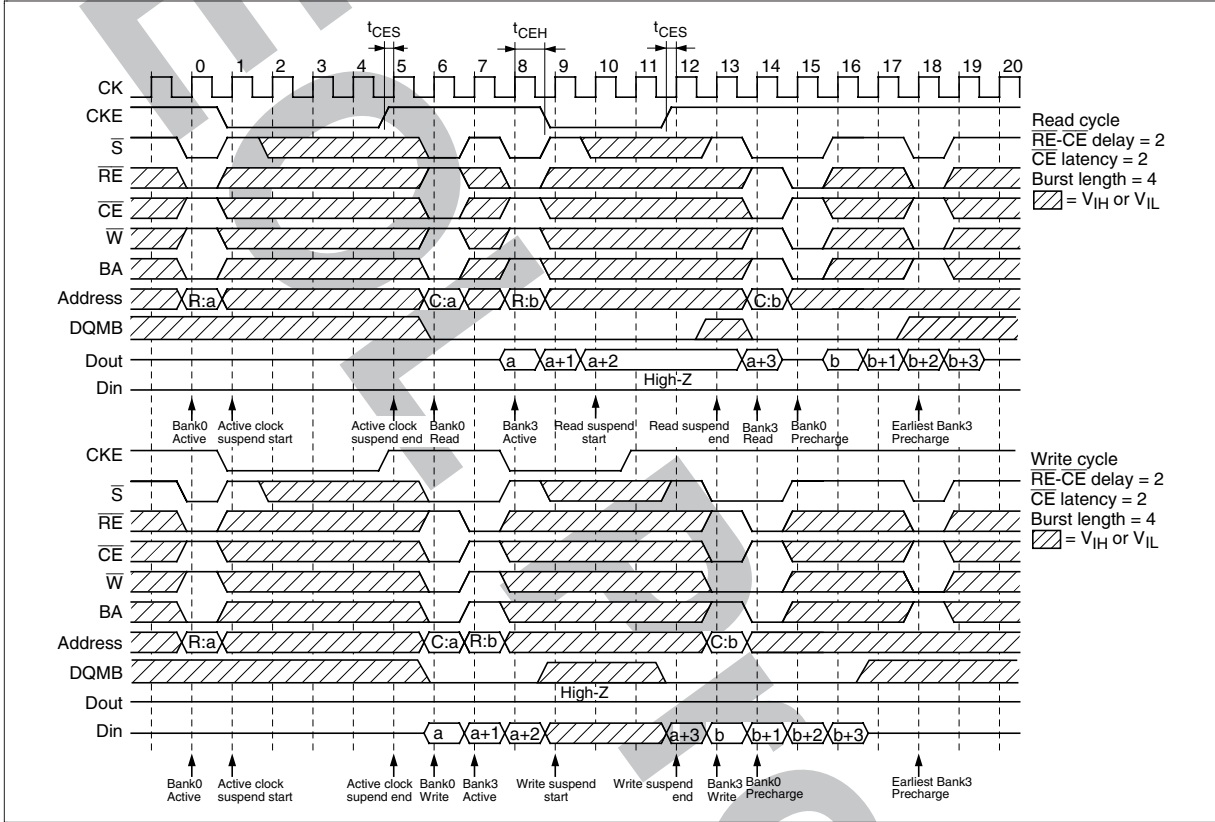 tCES tCEH tCES
0 1 2 3 4 5 6 7 8 9 10 11 12 13 14 15 16 17 18 19 20
CK
CKE
S
RE
CE
W
BA
Address R:a C:a R:b C:b
DQMB
Dout a a+1 a+2 a+3 b b+1 b+2 b+3
High-Z
Din
Bank0 Active
Active clock suspend start
Active clock suspend end
Bank0 Read
Bank3 Active
Read suspend start
Read suspend end
Bank3 Read
Bank0 Precharge
Earliest Bank3 Precharge
Read cycle
RE-CE delay = 2
CE latency = 2
Burst length = 4
= VIH or VIL
CKE
S
RE
CE
W
BA
Address R:a C:a R:b C:b
DQMB
High-Z
Dout
Din a a+1 a+2 a+3 b b+1 b+2 b+3
Bank0 Active
Active clock suspend start
Active clock supend end
Bank0 Write
Bank3 Active
Write suspend start
Write suspend end
Bank3 Write
Bank0 Precharge
Earliest Bank3 Precharge
Write cycle
RE-CE delay = 2
CE latency = 2
Burst length = 4
= VIH or VIL